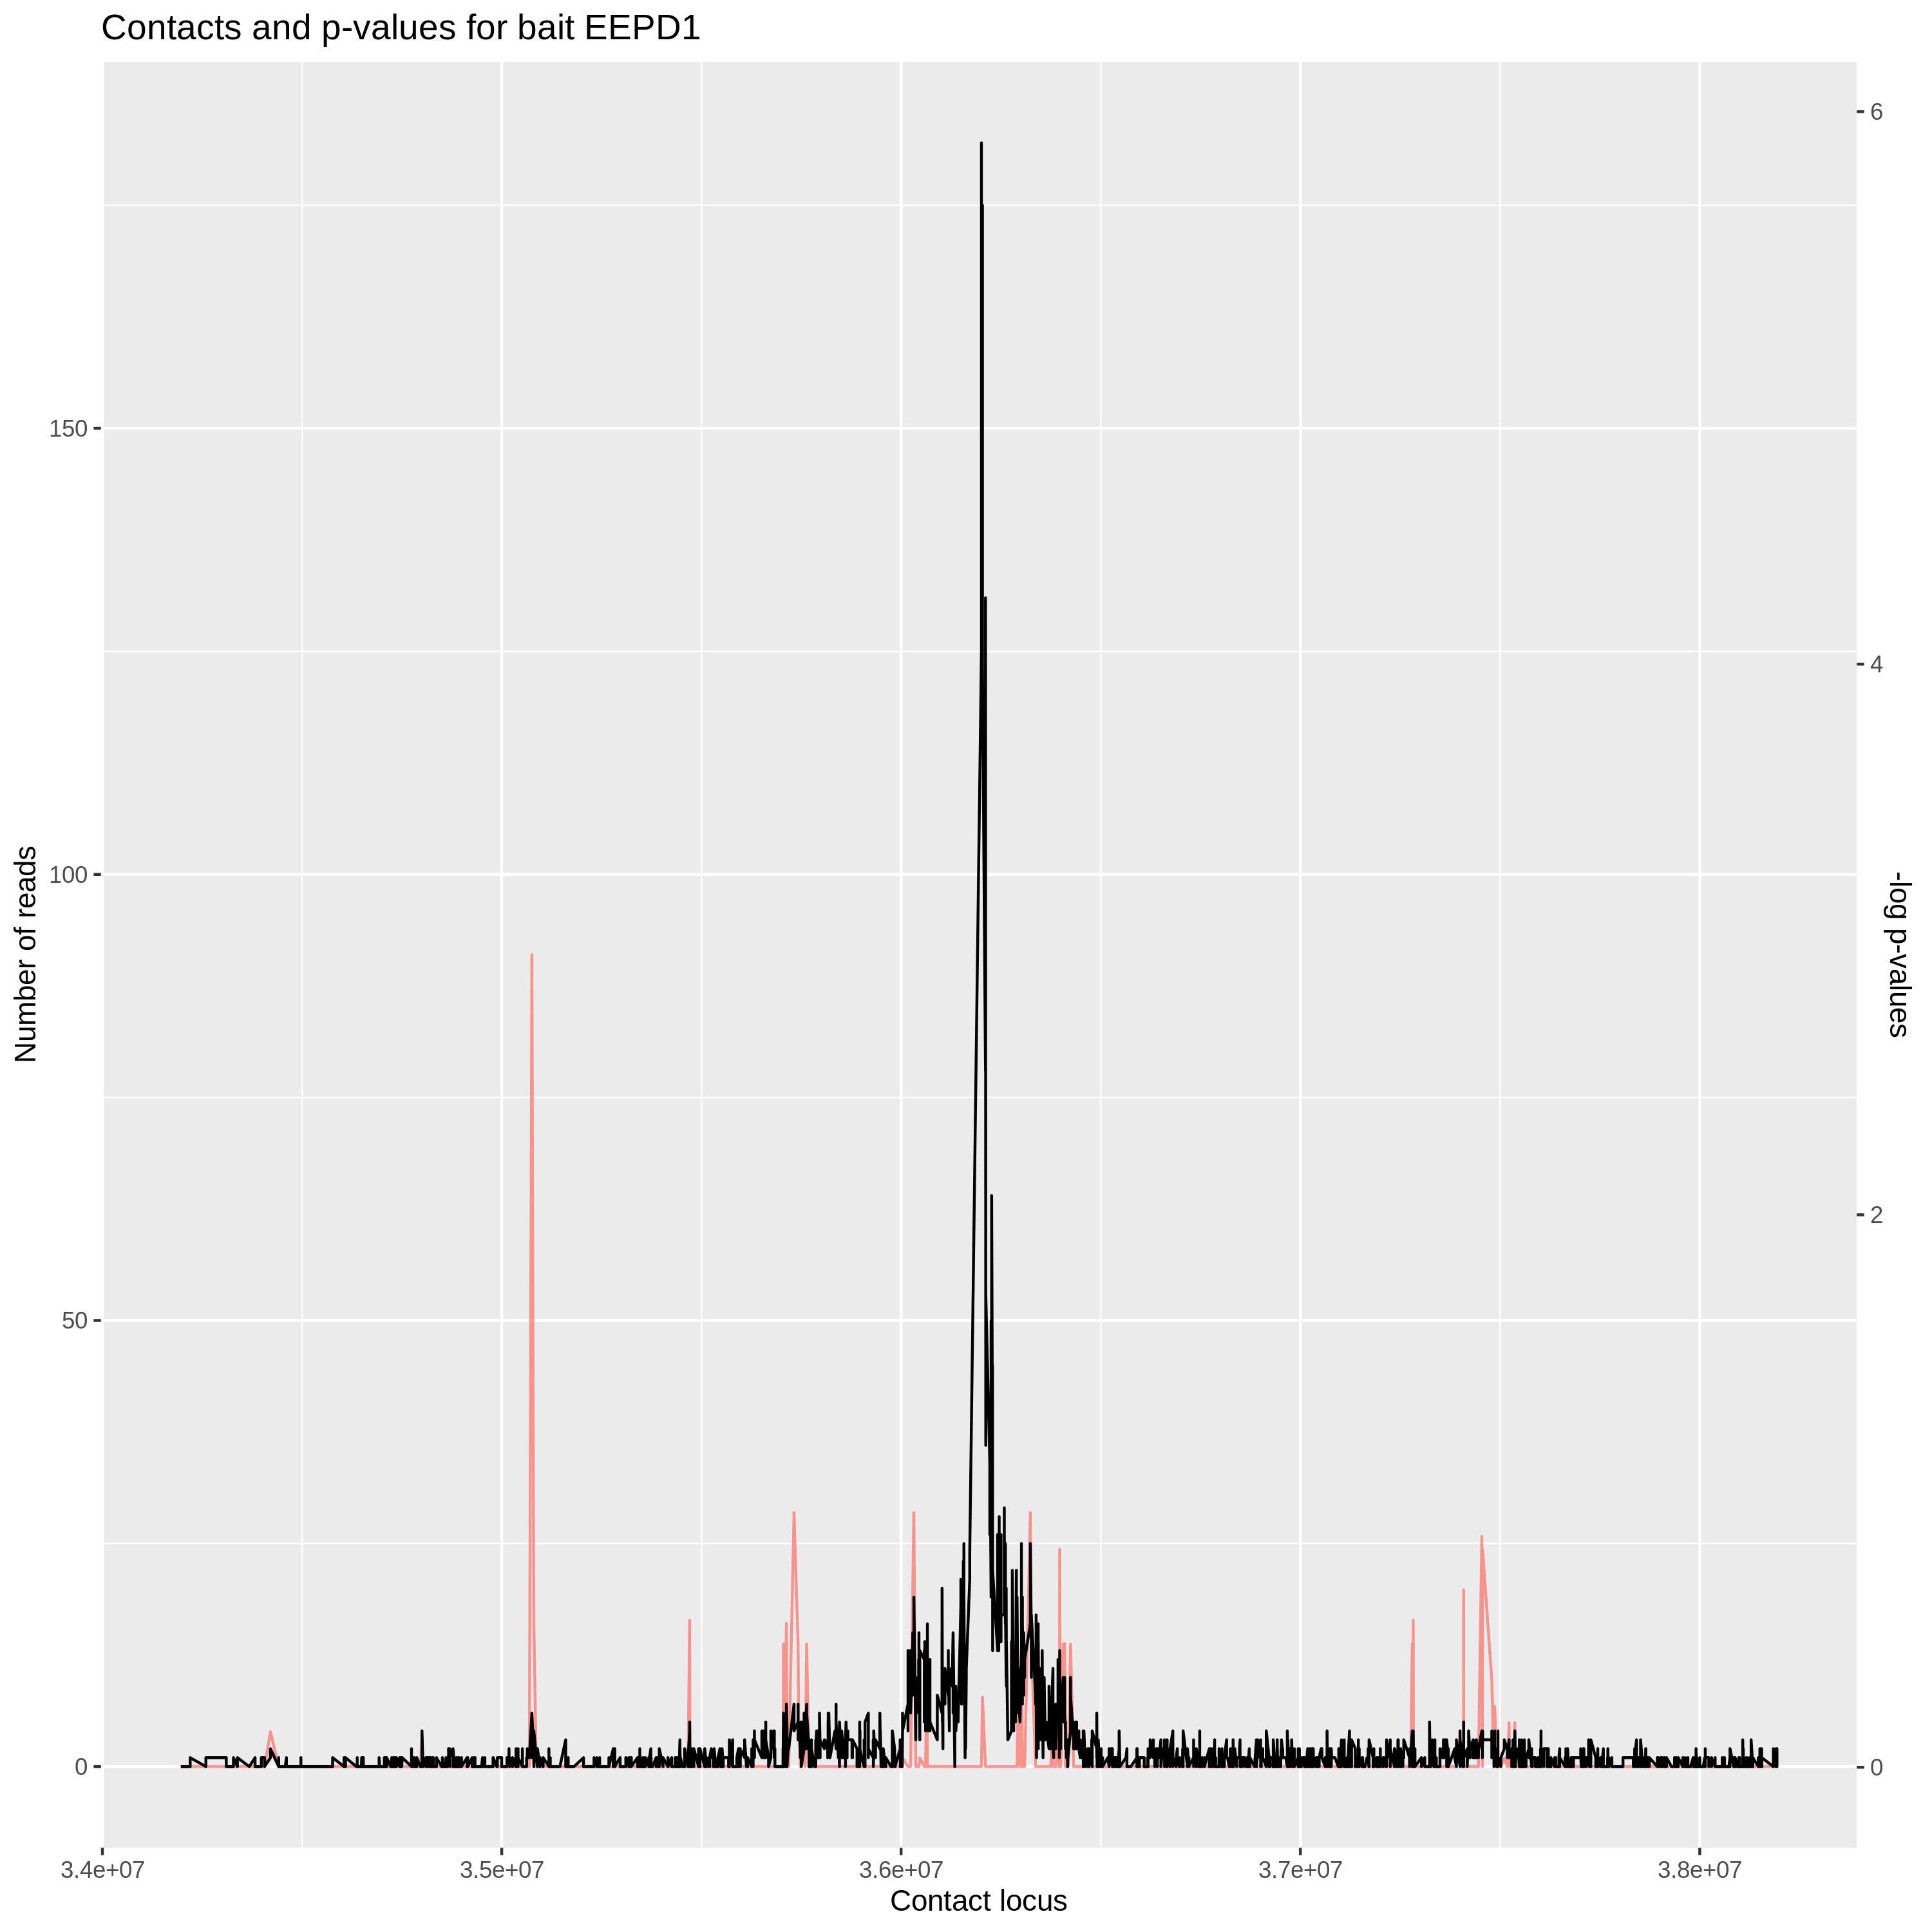 Contacts and p-values for bait EEPD1
6
150
4
100
Number of reads
-log p-values
2
50
0
0
3.4e+07
3.5e+07
3.6e+07
3.7e+07
3.8e+07
Contact locus